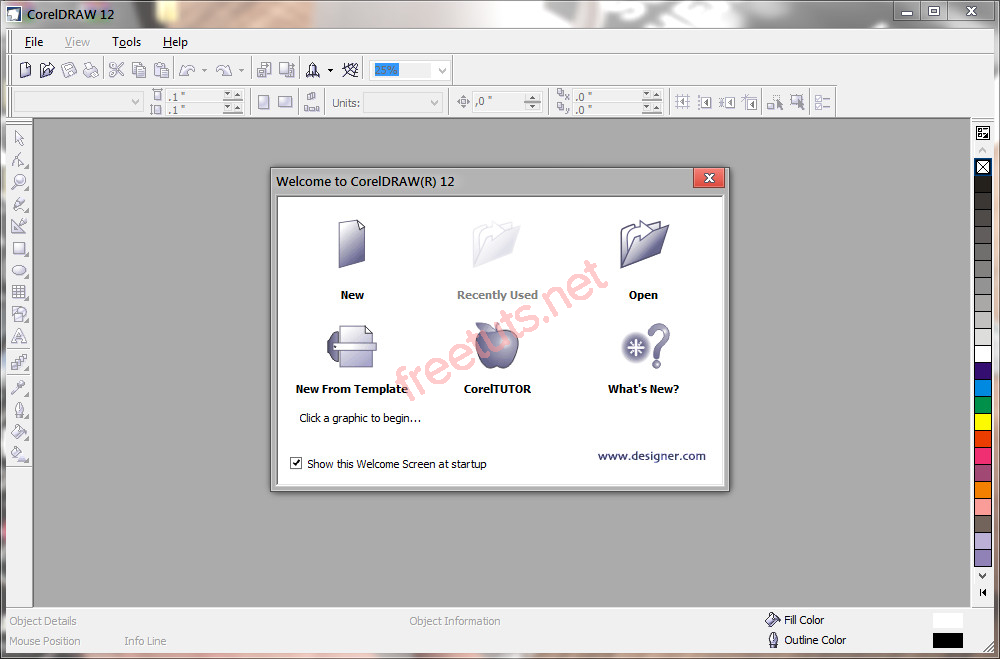 CorelDRAW 12
File View Tools Help
25%
.1 "
.1 "
Units:
.0 "
.0 "
.0 "
Welcome to CorelDRAW(R) 12
New Recently Used Open
freetuts.net
New From Template CorelTUTOR What's New?
Click a graphic to begin...
www.designer.com
Show this Welcome Screen at startup
Object Details Object Information Fill Color
Mouse Position Info Line Outline Color